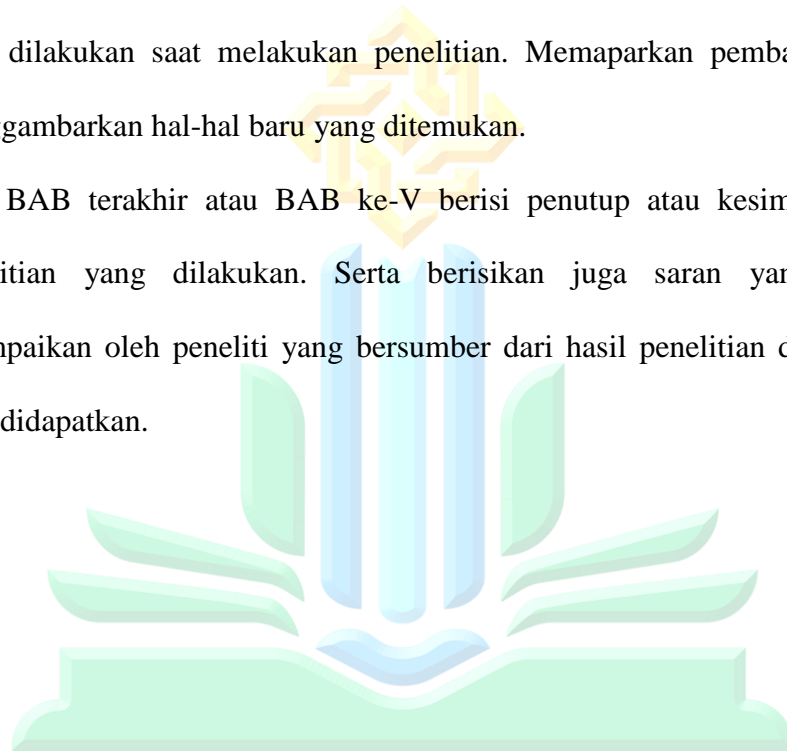 dilakukan saat melakukan penelitian. Memaparkan pemba
ggambarkan hal-hal baru yang ditemukan.
BAB terakhir atau BAB ke-V berisi penutup atau kesim
litian yang dilakukan. Serta berisikan juga saran yan
mpaikan oleh peneliti yang bersumber dari hasil penelitian d
didapatkan.